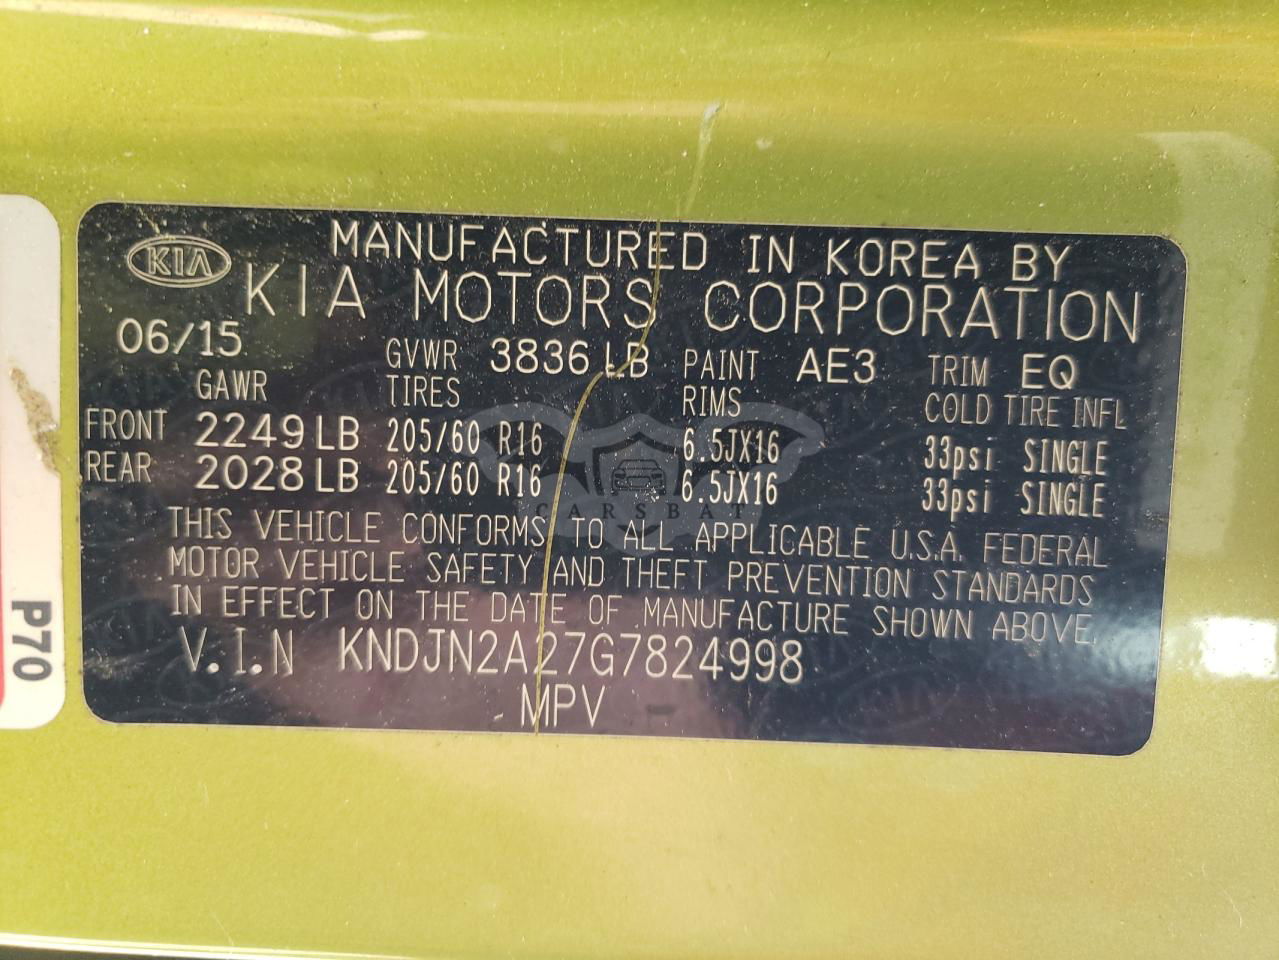 MANUFACTURED IN KOREA BY
KIA
KIA MOTORS CORPORATION
06/15 GVWR 3836 LB PAINT AE3 TRIM EQ
GAWR TIRES RIMS COLD TIRE INFL
FRONT 2249 LB 205/60 R16 6.5JX16 33psi SINGLE
REAR 2028 LB 205/60 R16 6.5JX16 33psi SINGLE
CARSBAT
THIS VEHICLE CONFORMS TO ALL APPLICABLE U.S.A. FEDERAL
MOTOR VEHICLE SAFETY AND THEFT PREVENTION STANDARDS
IN EFFECT ON THE DATE OF MANUFACTURE SHOWN ABOVE.
V.I.N KNDJN2A27G7824998
MPV
P70